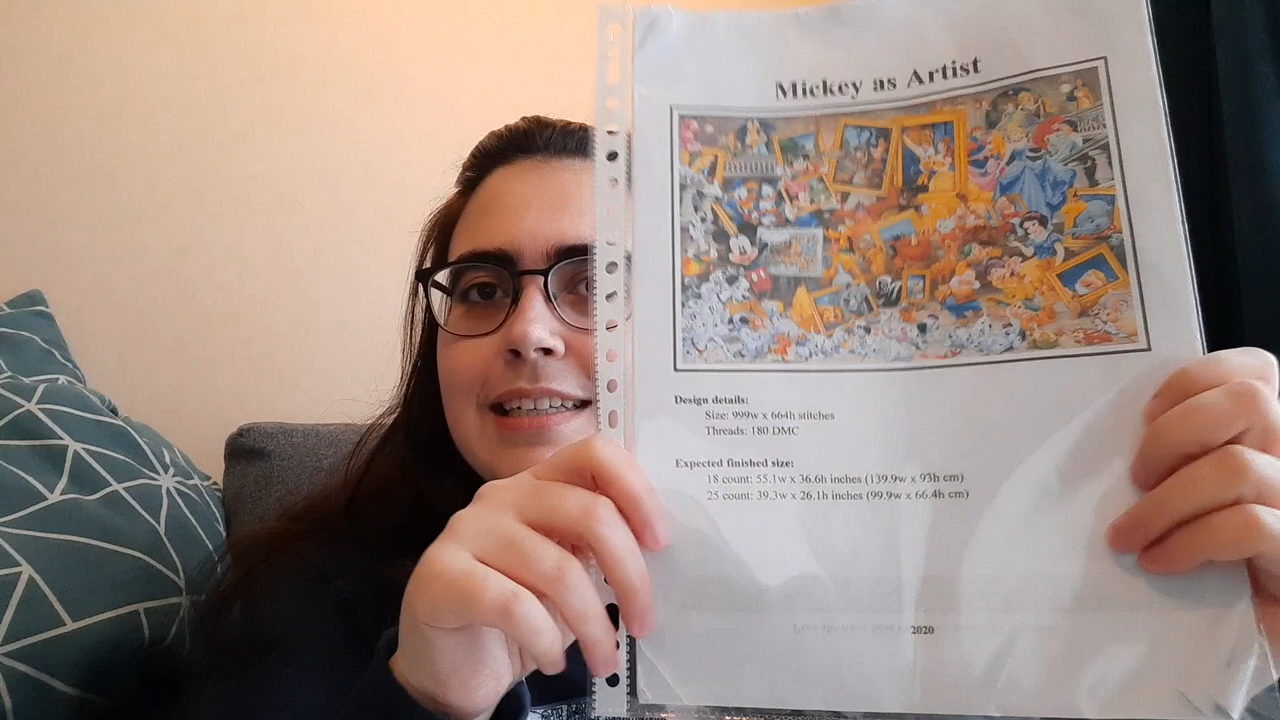 Mickey as Artist
Design details:
Size: 999w x 664h stitches
Threads: 180 DMC
Expected finished size:
18 count: 55.1w x 36.6h inches (139.9w x 93h cm)
25 count: 39.3w x 26.1h inches (99.9w x 66.4h cm)
2020